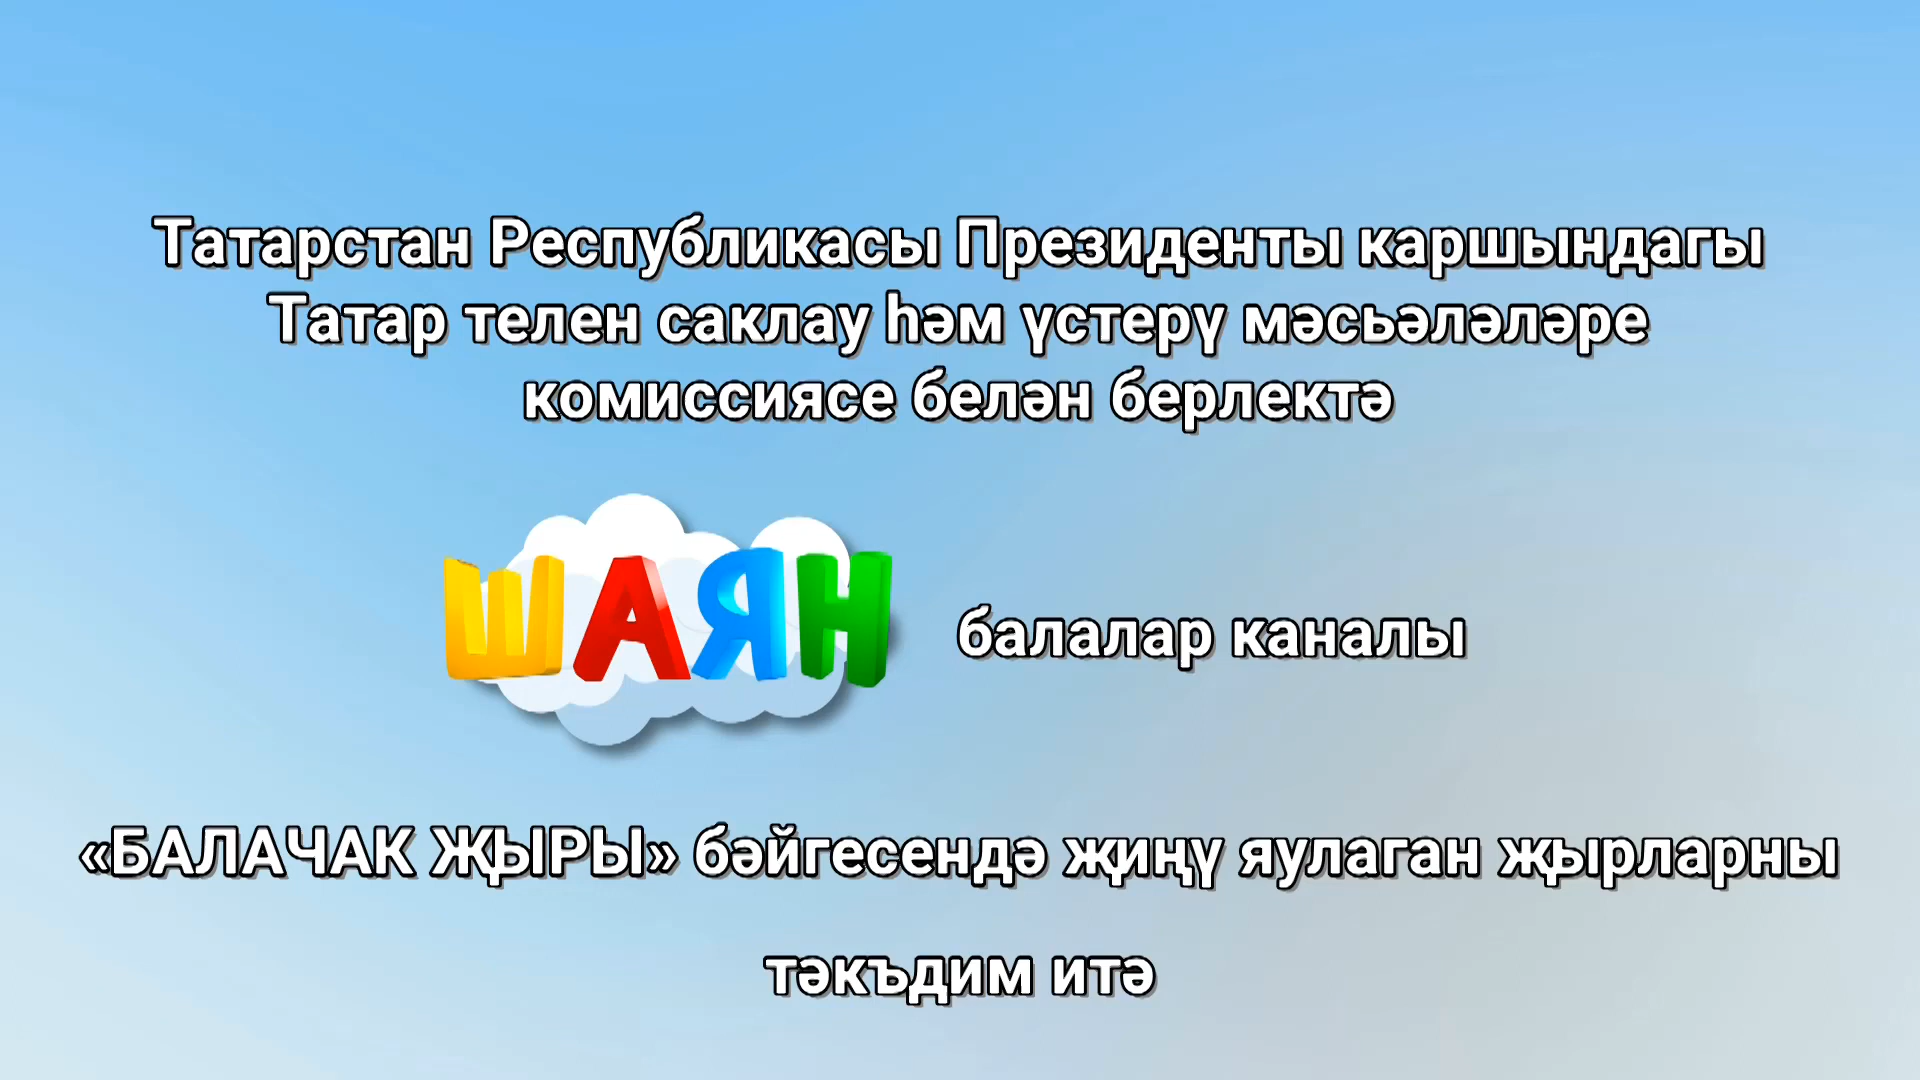 Татарстан Республикасы Президенты каршындагы
Татар телен саклау һәм үстерү мәсьәләләре
комиссиясе белән берлектә
ШАЯН балалар каналы
«БАЛАЧАК ҖЫРЫ» бәйгесендә җиңү яулаган җырларны
тәкъдим итә